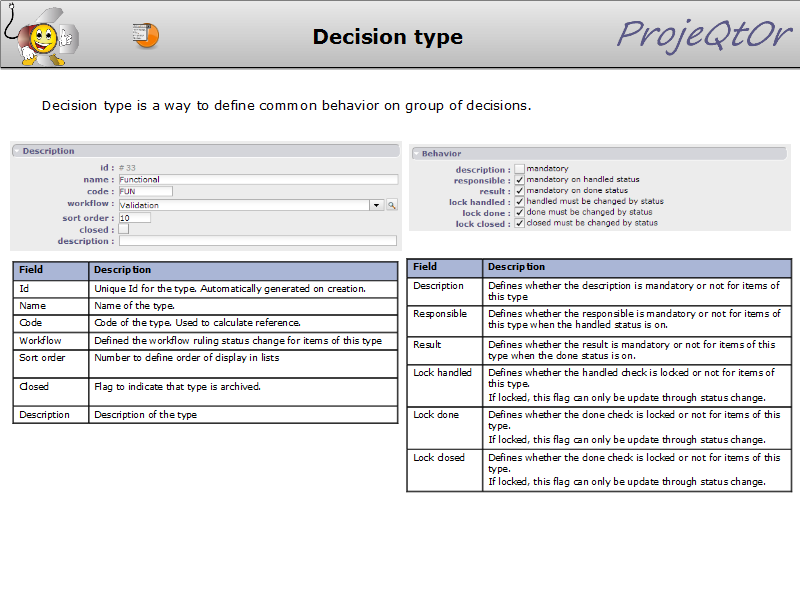 Decision type
ProjeQtOr
Decision type is a way to define common behavior on group of decisions.
Description
id : # 33
name : Functional
code : FUN
workflow : Validation
sort order : 10
closed :
description :
Field Description
Id Unique Id for the type. Automatically generated on creation.
Name Name of the type.
Code Code of the type. Used to calculate reference.
Workflow Defined the workflow ruling status change for items of this type
Sort order Number to define order of display in lists
Closed Flag to indicate that type is archived.
Description Description of the type
Behavior
description : mandatory
responsible : mandatory on handled status
result : mandatory on done status
lock handled : handled must be changed by status
lock done : done must be changed by status
lock closed : closed must be changed by status
Field Description
Description Defines whether the description is mandatory or not for items of
this type
Responsible Defines whether the responsible is mandatory or not for items of
this type when the handled status is on.
Result Defines whether the result is mandatory or not for items of this
type when the done status is on.
Lock handled Defines whether the handled check is locked or not for items of
this type.
If locked, this flag can only be update through status change.
Lock done Defines whether the done check is locked or not for items of this
type.
If locked, this flag can only be update through status change.
Lock closed Defines whether the done check is locked or not for items of this
type.
If locked, this flag can only be update through status change.